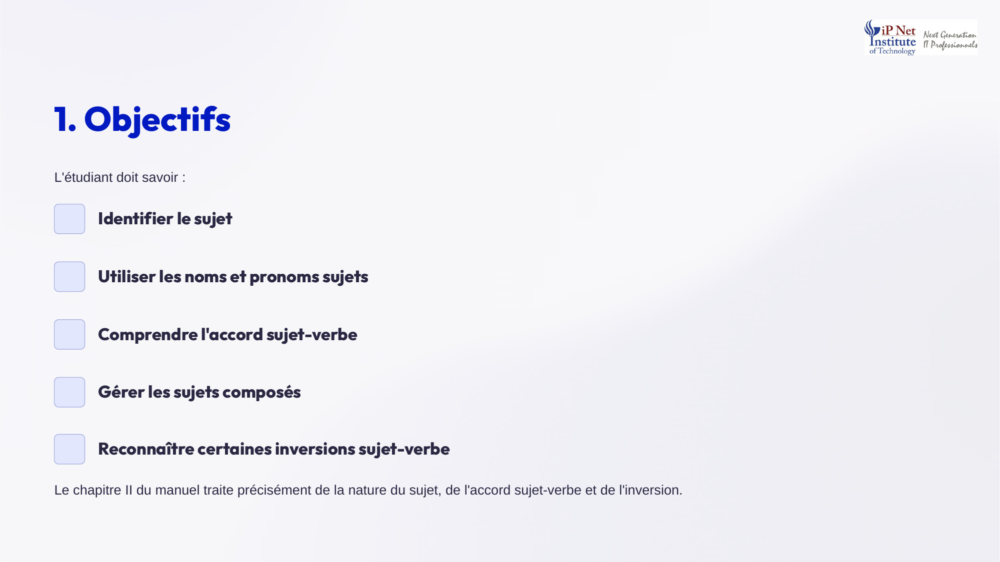 iP Net
Institute
of Technology
Next Generation
IT Professionnels
1. Objectifs
L'étudiant doit savoir :
Identifier le sujet
Utiliser les noms et pronoms sujets
Comprendre l'accord sujet-verbe
Gérer les sujets composés
Reconnaître certaines inversions sujet-verbe
Le chapitre II du manuel traite précisément de la nature du sujet, de l'accord sujet-verbe et de l'inversion.